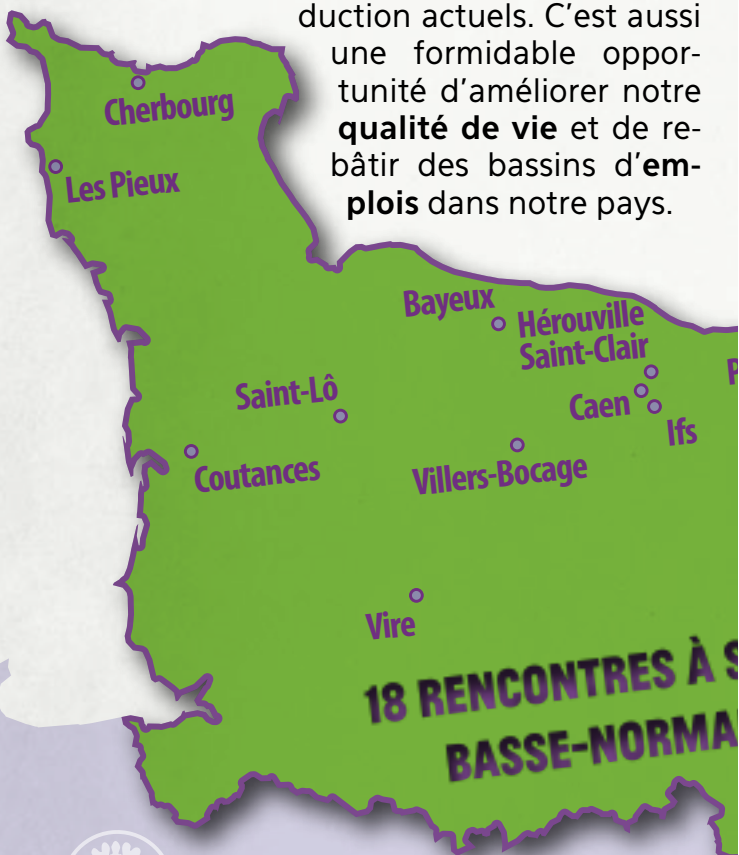 duction actuels. C'est aussi
une formidable oppor-
tunité d'améliorer notre
qualité de vie et de re-
bâtir des bassins d'em-
plois dans notre pays.
Cherbourg
Les Pieux
Bayeux
Hérouville
Saint-Clair
Saint-Lô
Caen
Ifs
Coutances
Villers-Bocage
Vire
18 RENCONTRES À
BASSE-NORMA